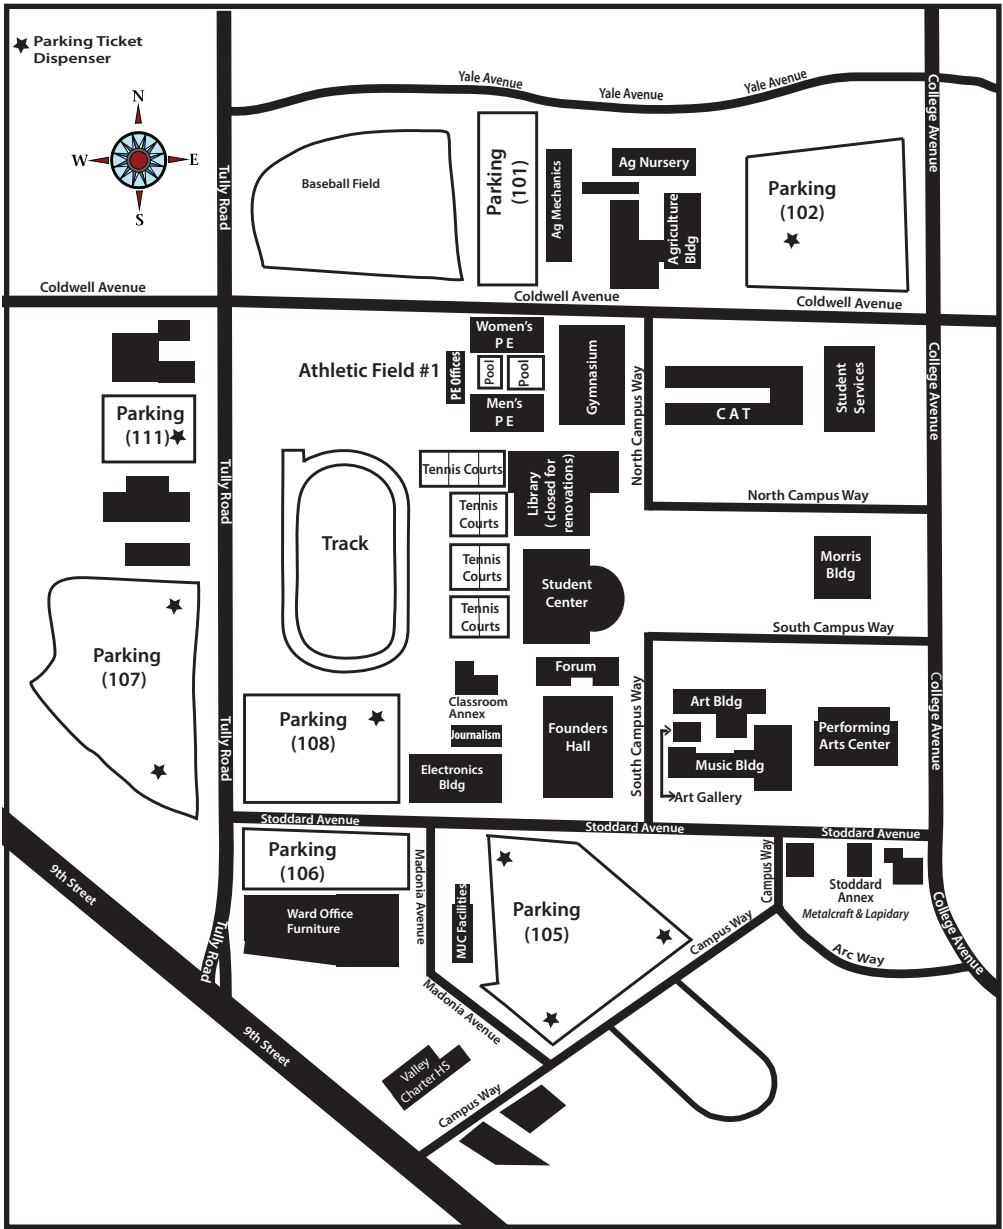 Parking Ticket
Dispenser
N
W
E
S
Yale Avenue
Yale Avenue
Yale Avenue
College Avenue
Tully Road
Baseball Field
Parking
(101)
Ag Mechanics
Ag Nursery
Agriculture
Bldg
Parking
(102)
Coldwell Avenue
Coldwell Avenue
Coldwell Avenue
Women's
P E
Athletic Field #1
PE Offices
Pool
Pool
Men's
P E
Gymnasium
North Campus Way
C A T
Student
Services
College Avenue
Parking
(111)
Tully Road
Tennis Courts
Library
(closed for
renovations)
North Campus Way
Tennis
Courts
Track
Tennis
Courts
Student
Center
Morris
Bldg
Tennis
Courts
South Campus Way
Parking
(107)
Forum
Classroom
Annex
Journalism
Founders
Hall
South Campus Way
Art Bldg
Performing
Arts Center
College Avenue
Parking
(108)
Tully Road
Electronics
Bldg
Music Bldg
Art Gallery
Stoddard Avenue
Stoddard Avenue
Stoddard Avenue
Parking
(106)
Madonia Avenue
Campus Way
9th Street
Ward Office
Furniture
MJC Facilities
Parking
(105)
Stoddard
Annex
Metalcraft & Lapidary
Campus Way
College Avenue
Tully Road
Arc Way
Madonia Avenue
9th Street
Valley
Charter HS
Campus Way